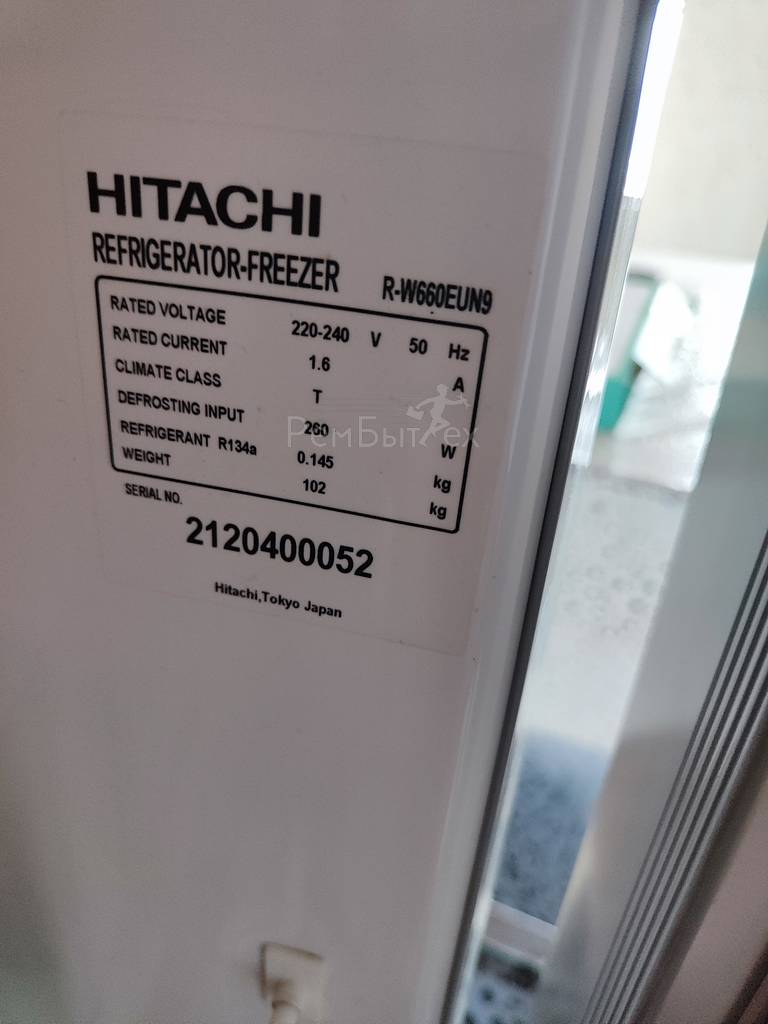 HITACHI
REFRIGERATOR-FREEZER R-W660EUN9
RATED VOLTAGE 220-240 V 50 Hz
RATED CURRENT 1.6 A
CLIMATE CLASS T
DEFROSTING INPUT 260 W
REFRIGERANT R134a 0.145 kg
WEIGHT 102 kg
SERIAL NO.
2120400052
Hitachi,Tokyo Japan
РемБытТех